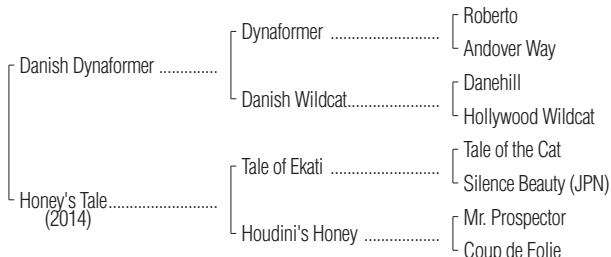 Roberto
Dynaformer ......................
Andover Way
Danish Dynaformer .............
Danehill
Danish Wildcat......................
Hollywood Wildcat
Tale of the Cat
Tale of Ekati ......................
Silence Beauty (JPN)
Honey's Tale.........................
(2014)
Mr. Prospector
Houdini's Honey ...............
Coup de Folie